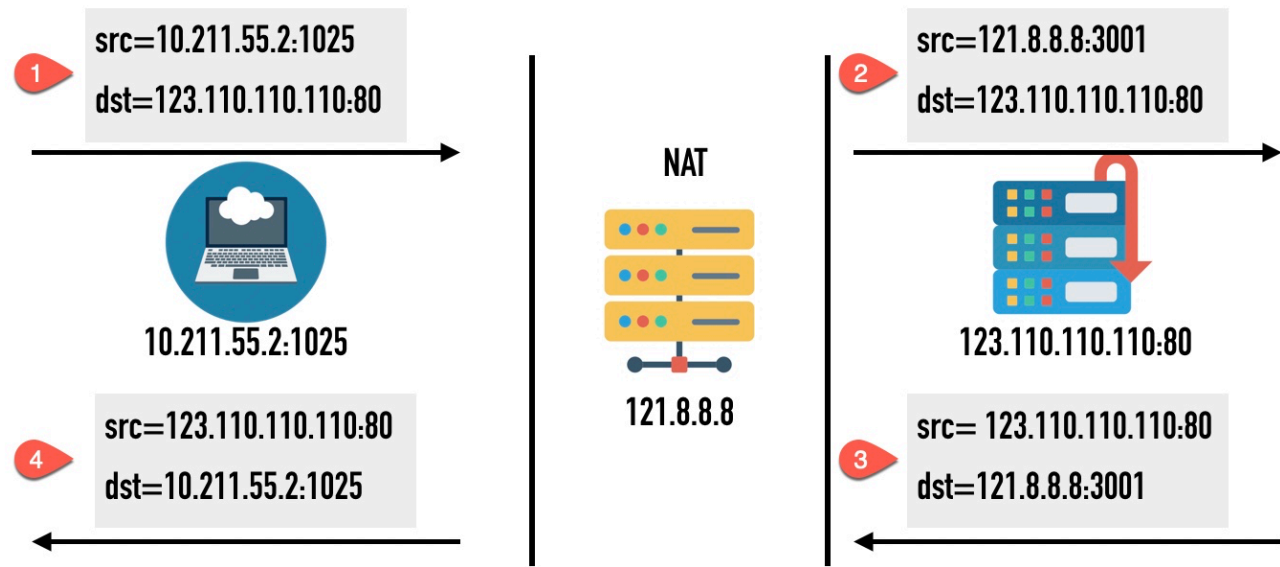 1
src=10.211.55.2:1025
dst=123.110.110.110:80
2
src=121.8.8.8:3001
dst=123.110.110.110:80
NAT
10.211.55.2:1025
121.8.8.8
123.110.110.110:80
4
src=123.110.110.110:80
dst=10.211.55.2:1025
3
src= 123.110.110.110:80
dst=121.8.8.8:3001